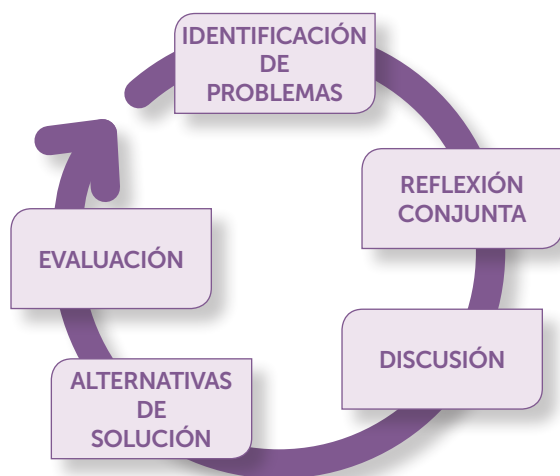 IDENTIFICACIÓN
DE
PROBLEMAS
REFLEXIÓN
CONJUNTA
DISCUSIÓN
ALTERNATIVAS
DE
SOLUCIÓN
EVALUACIÓN